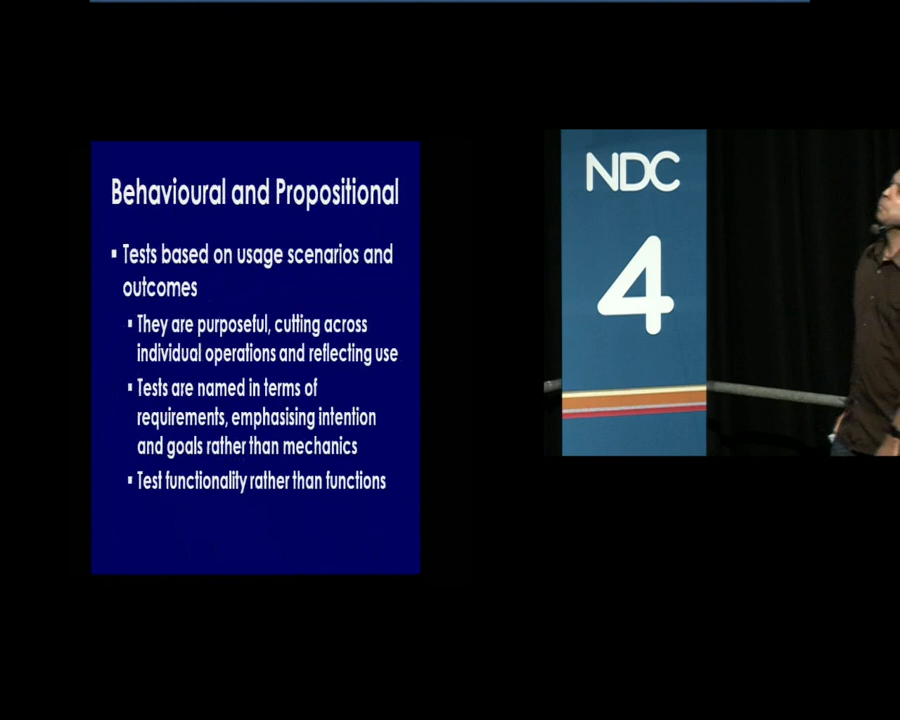 Behavioural and Propositional
▪ Tests based on usage scenarios and
outcomes
▪ They are purposeful, cutting across
individual operations and reflecting use
▪ Tests are named in terms of
requirements, emphasising intention
and goals rather than mechanics
▪ Test functionality rather than functions
NDC
4